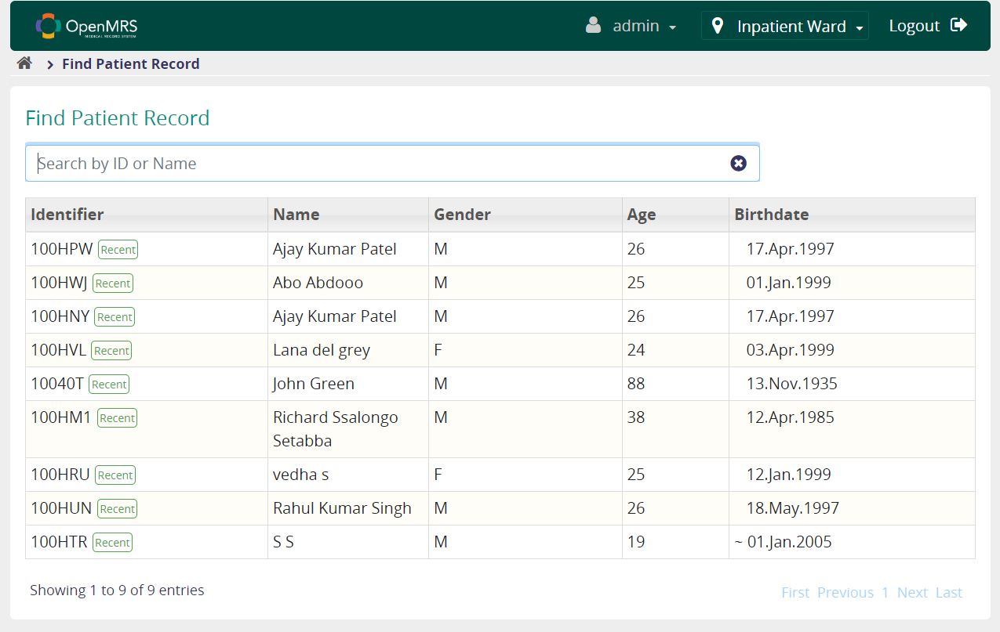 OpenMRS
MEDICAL RECORD SYSTEM
admin
Inpatient Ward
Logout
Find Patient Record
Find Patient Record
Search by ID or Name
Identifier Name Gender Age Birthdate
100HPW Recent Ajay Kumar Patel M 26 17.Apr.1997
100HWJ Recent Abo Abdooo M 25 01.Jan.1999
100HNY Recent Ajay Kumar Patel M 26 17.Apr.1997
100HVL Recent Lana del grey F 24 03.Apr.1999
10040T Recent John Green M 88 13.Nov.1935
100HM1 Recent Richard Ssalongo M 38 12.Apr.1985
Setabba
100HRU Recent vedha s F 25 12.Jan.1999
100HUN Recent Rahul Kumar Singh M 26 18.May.1997
100HTR Recent S S M 19 ~ 01.Jan.2005
Showing 1 to 9 of 9 entries
First Previous 1 Next Last